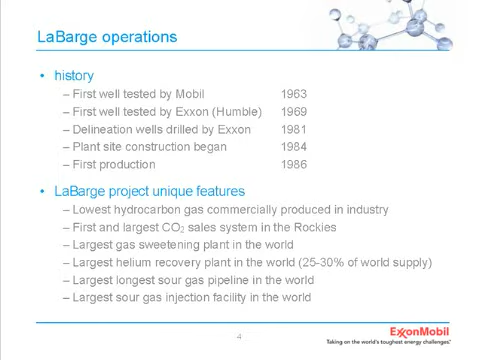 LaBarge operations
• history
– First well tested by Mobil 1963
– First well tested by Exxon (Humble) 1969
– Delineation wells drilled by Exxon 1981
– Plant site construction began 1984
– First production 1986
• LaBarge project unique features
– Lowest hydrocarbon gas commercially produced in industry
– First and largest CO₂ sales system in the Rockies
– Largest gas sweetening plant in the world
– Largest helium recovery plant in the world (25-30% of world supply)
– Largest longest sour gas pipeline in the world
– Largest sour gas injection facility in the world
4
ExxonMobil
Taking on the world's toughest energy challenges.